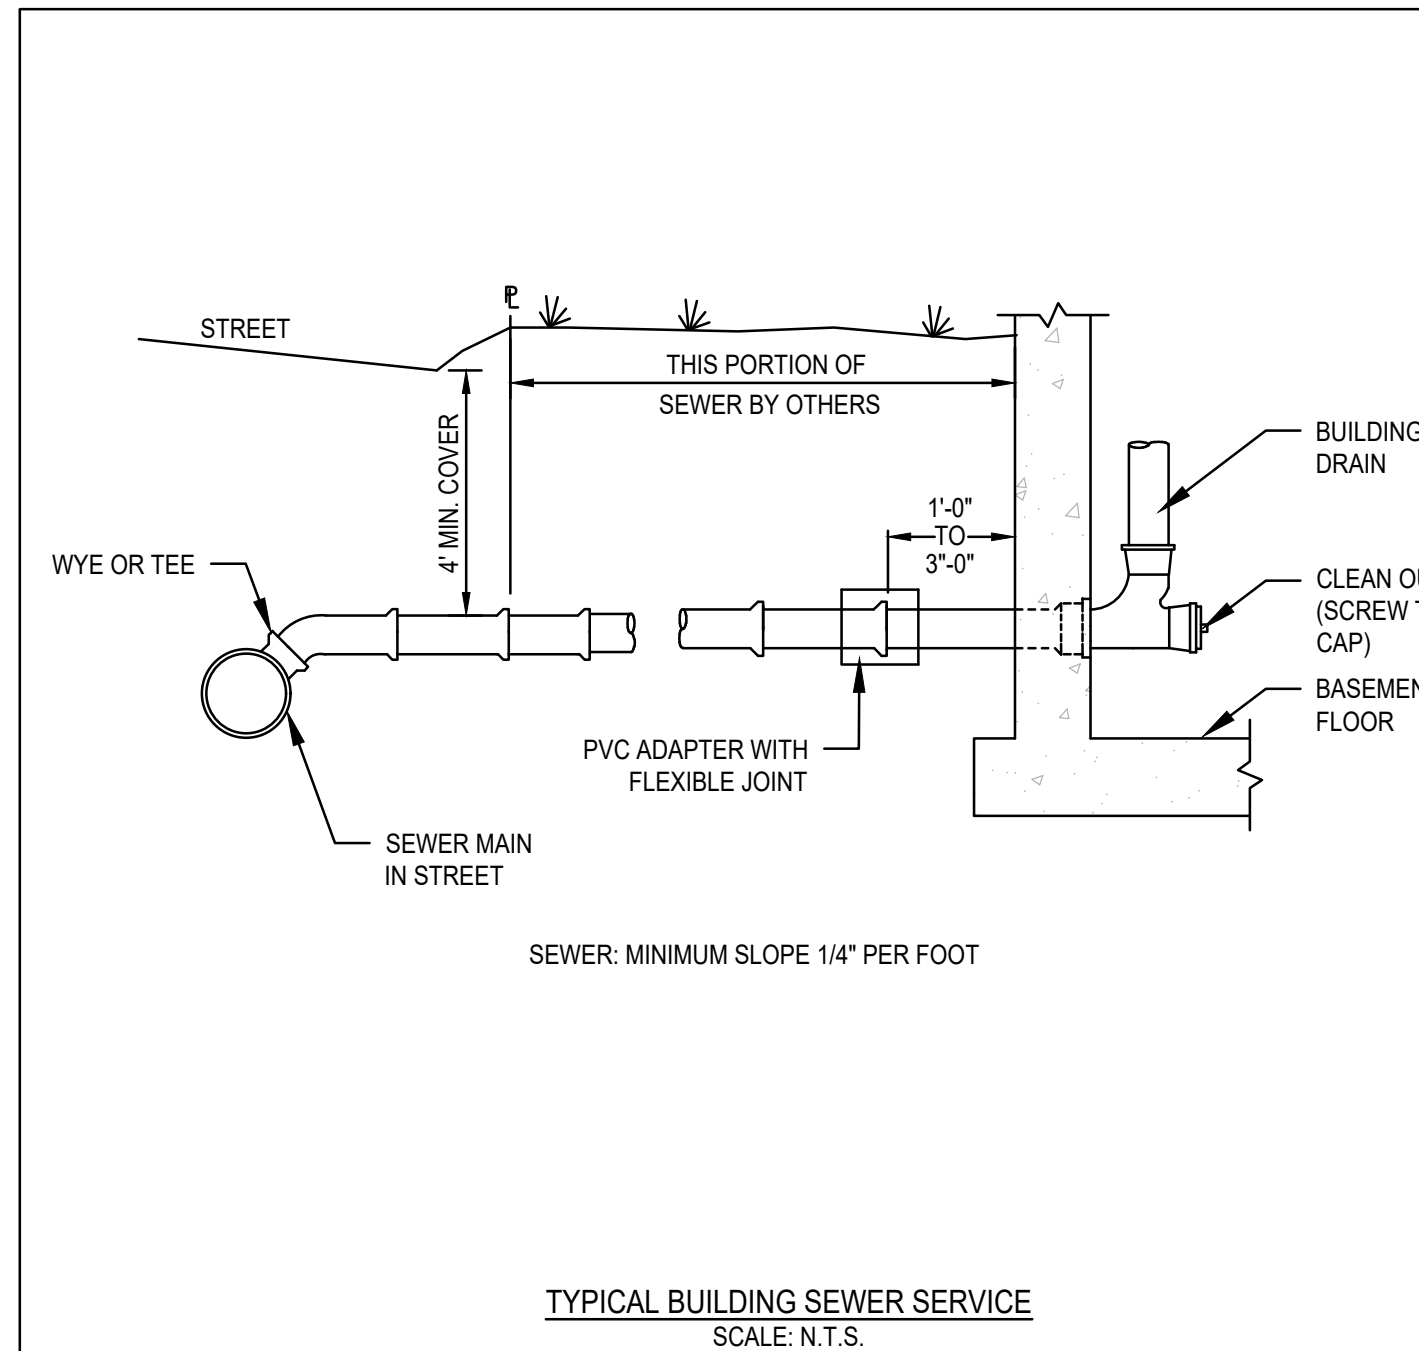 ℄
STREET
THIS PORTION OF
SEWER BY OTHERS
4' MIN. COVER
BUILDING
DRAIN
1'-0"
TO
3"-0"
WYE OR TEE
CLEAN OU
(SCREW T
CAP)
BASEMEN
FLOOR
PVC ADAPTER WITH
FLEXIBLE JOINT
SEWER MAIN
IN STREET
SEWER: MINIMUM SLOPE 1/4" PER FOOT
TYPICAL BUILDING SEWER SERVICE
SCALE: N.T.S.